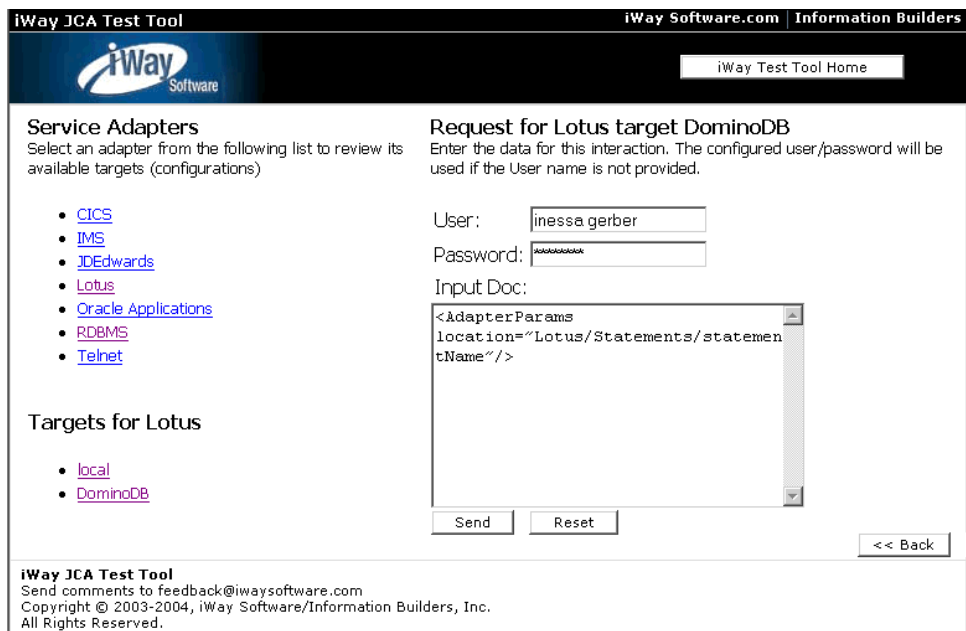 iWay JCA Test Tool
iWay Software.com | Information Builders
iWay
Software
iWay Test Tool Home
Service Adapters
Select an adapter from the following list to review its
available targets (configurations)
CICS
IMS
JDEdwards
Lotus
Oracle Applications
RDBMS
Telnet
Targets for Lotus
local
DominoDB
Request for Lotus target DominoDB
Enter the data for this interaction. The configured user/password will be
used if the User name is not provided.
User: inessa gerber
Password: ********
Input Doc:
<AdapterParams
location="Lotus/Statements/statemen
tName"/>
Send Reset
<< Back
iWay JCA Test Tool
Send comments to feedback@iwaysoftware.com
Copyright © 2003-2004, iWay Software/Information Builders, Inc.
All Rights Reserved.